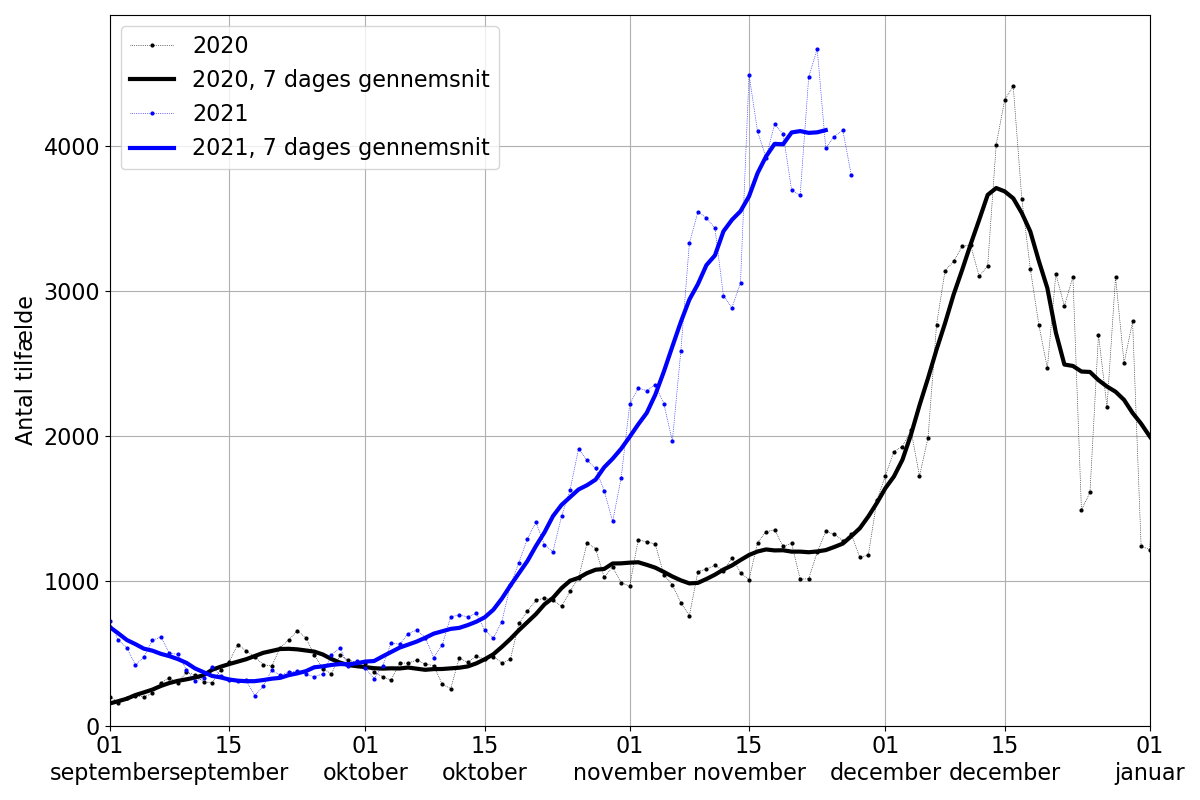 2020
2020, 7 dages gennemsnit
2021
2021, 7 dages gennemsnit
Antal tilfælde
4000
3000
2000
1000
0
01 15 01 15 01 15 01 15 01
september september oktober oktober november november december december januar